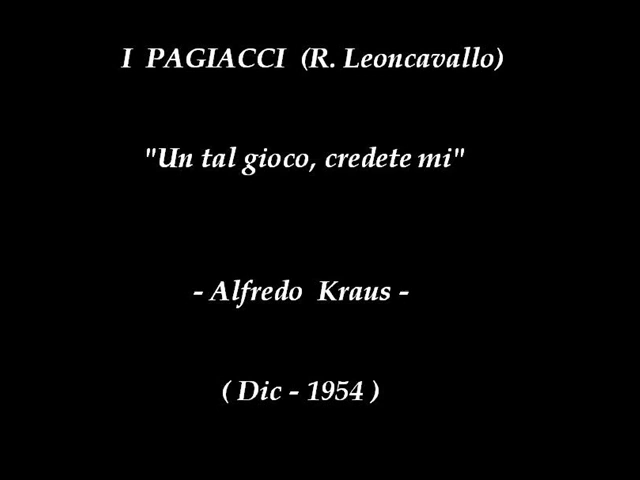 I PAGIACCI (R. Leoncavallo)
"Un tal gioco, credete mi"
- Alfredo Kraus -
( Dic - 1954 )